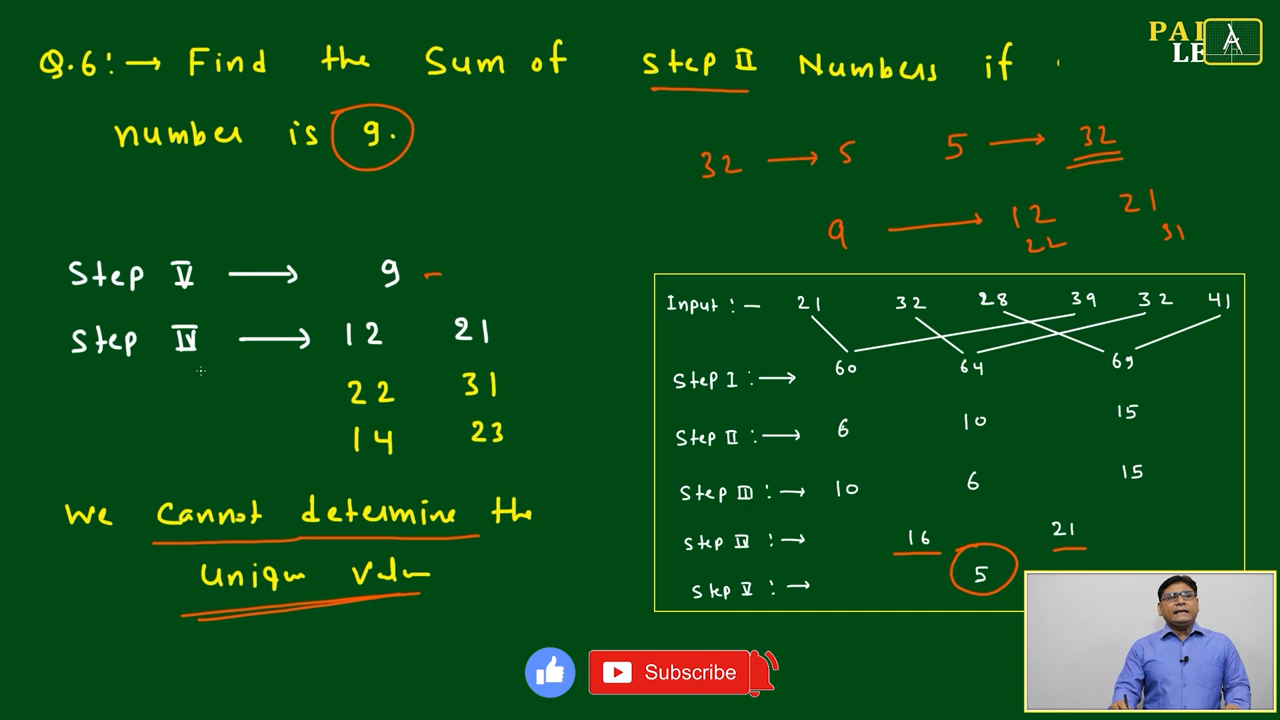 Q.6:→ Find the Sum of Step II Numbers if
number is 9.
PAI
LE
32 → 5 5 → 32
9 → 12 21
22 31
Step V → 9 -
Step IV → 12 21
22 31
14 23
We cannot determine the
unique value
Input :- 21 32 28 39 32 41
Step I :→ 60 64 69
Step II :→ 6 10 15
Step III :→ 10 6 15
Step IV :→ 16 21
Step V :→ 5
Subscribe